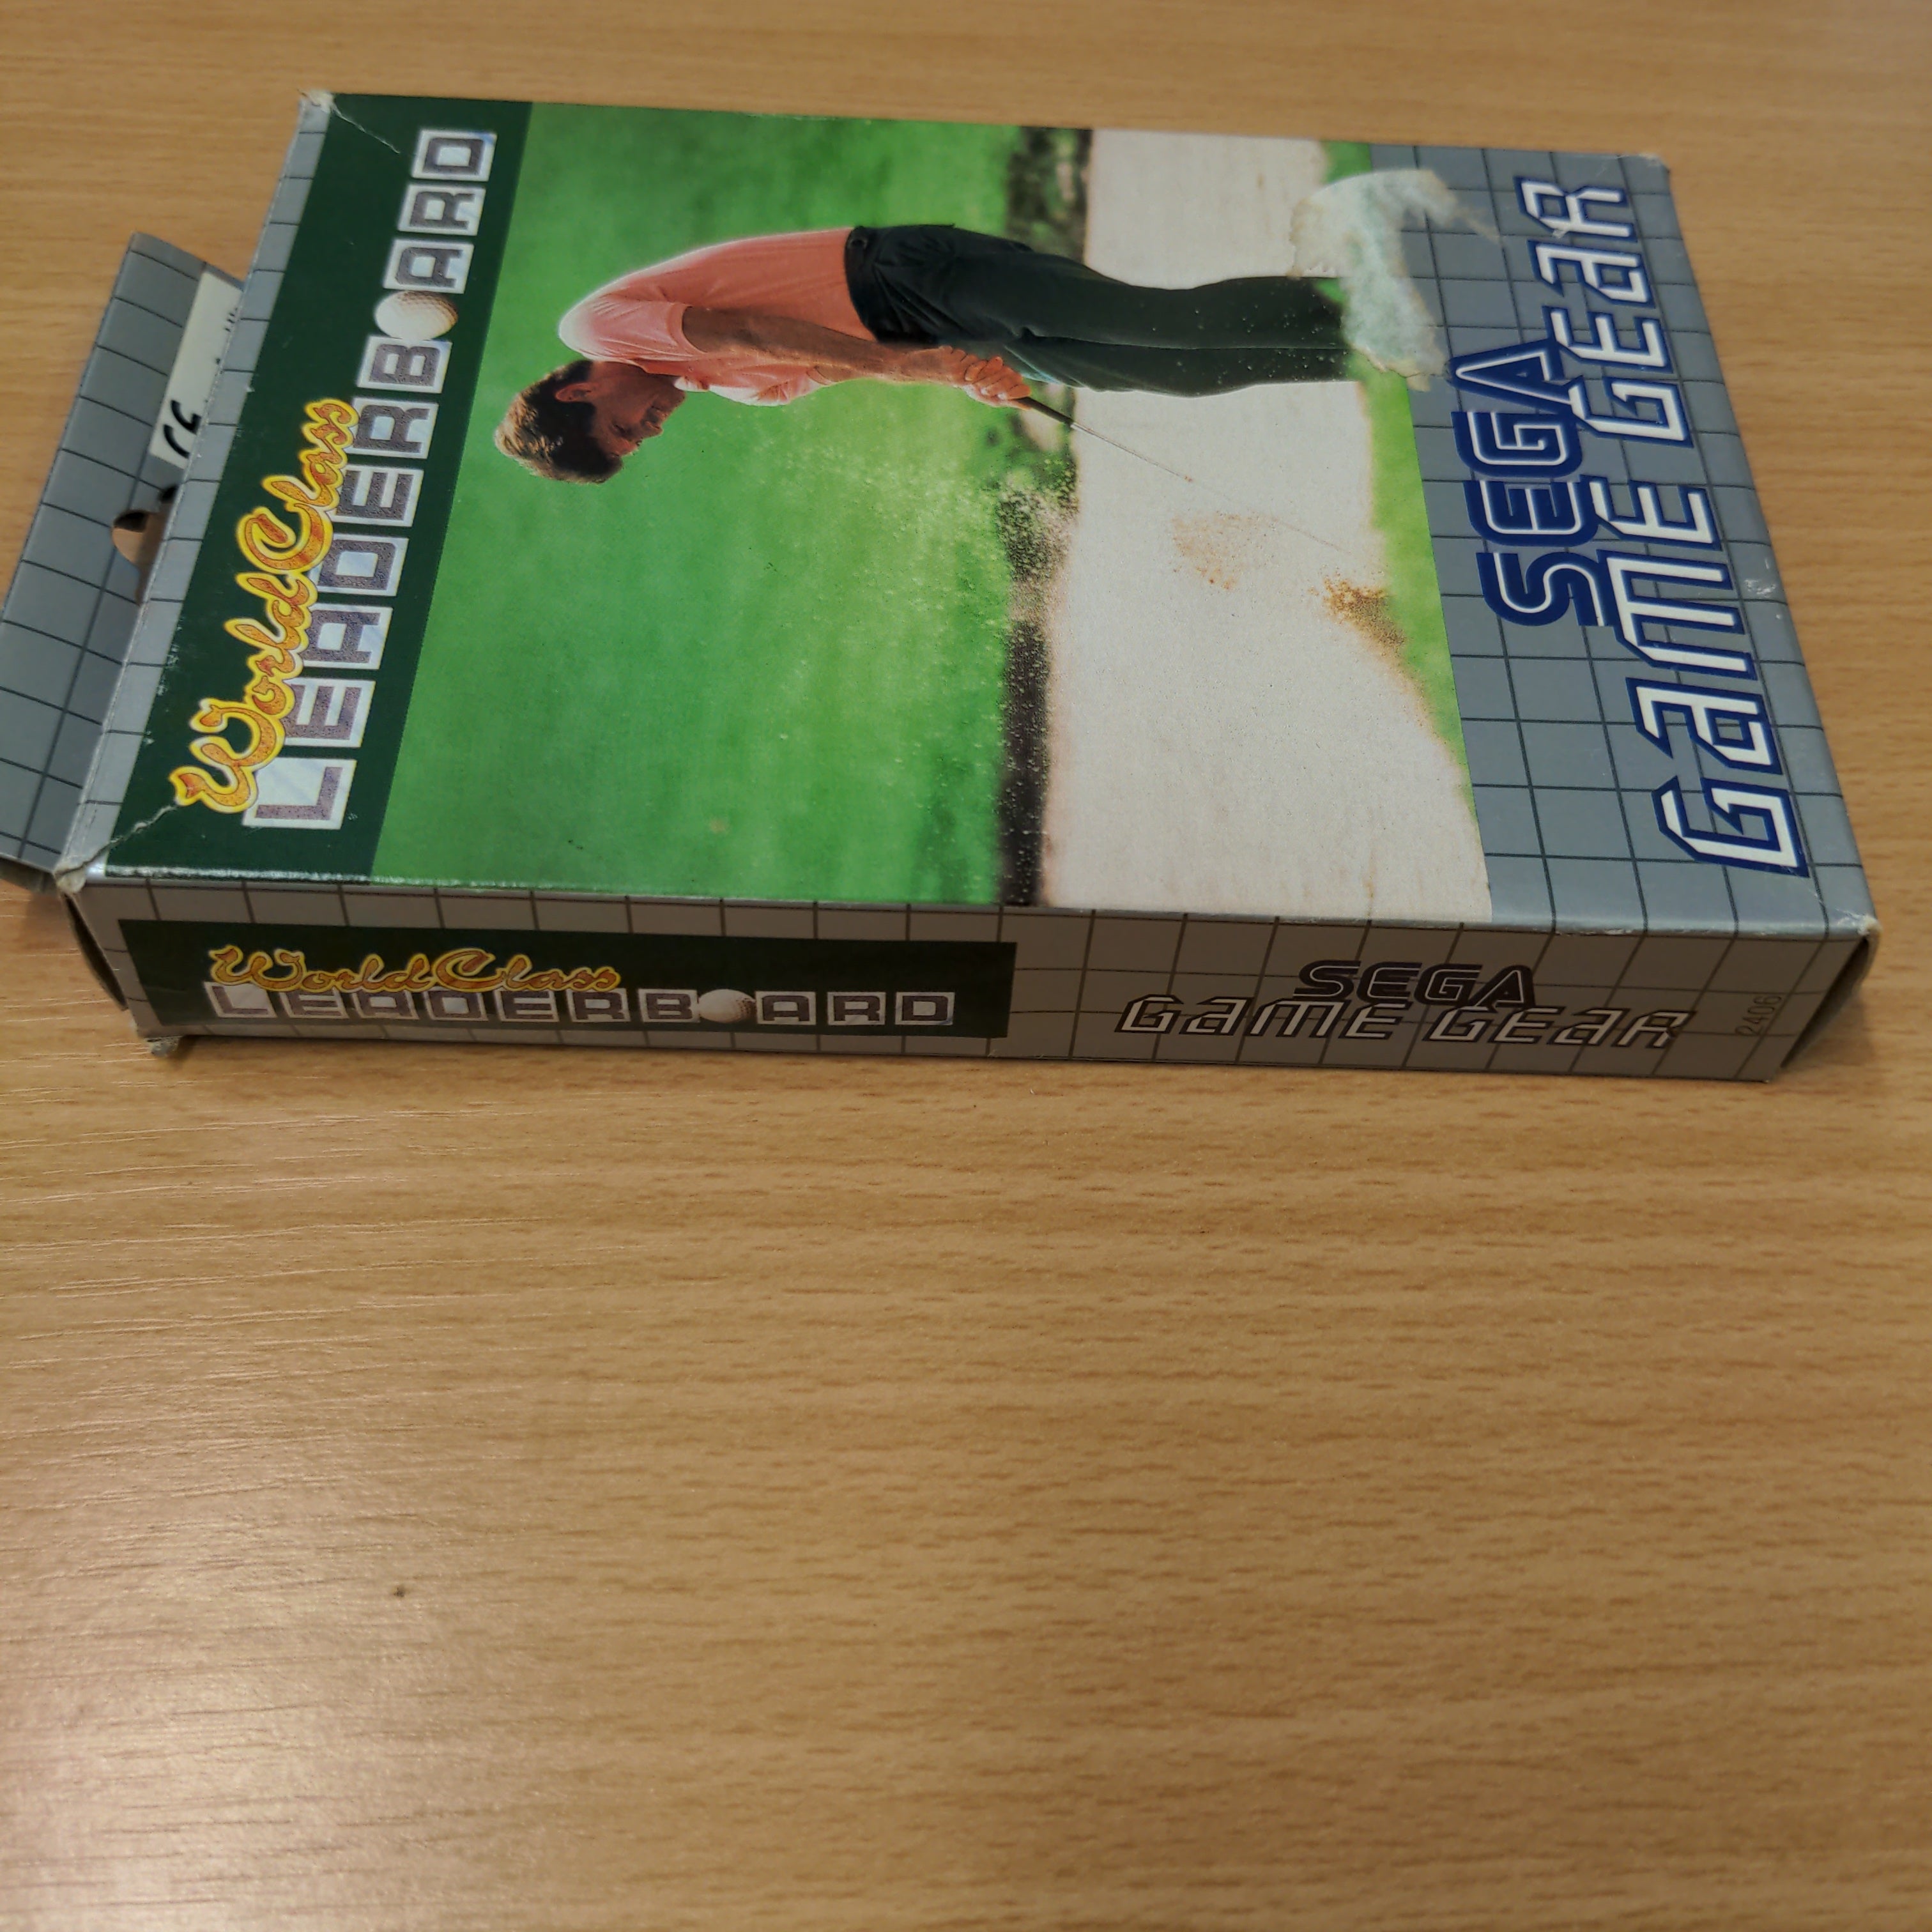 World Class
LEADERBOARD
SEGA
GAME GEAR
World Class
LEADERBOARD
SEGA
GAME GEAR
2406